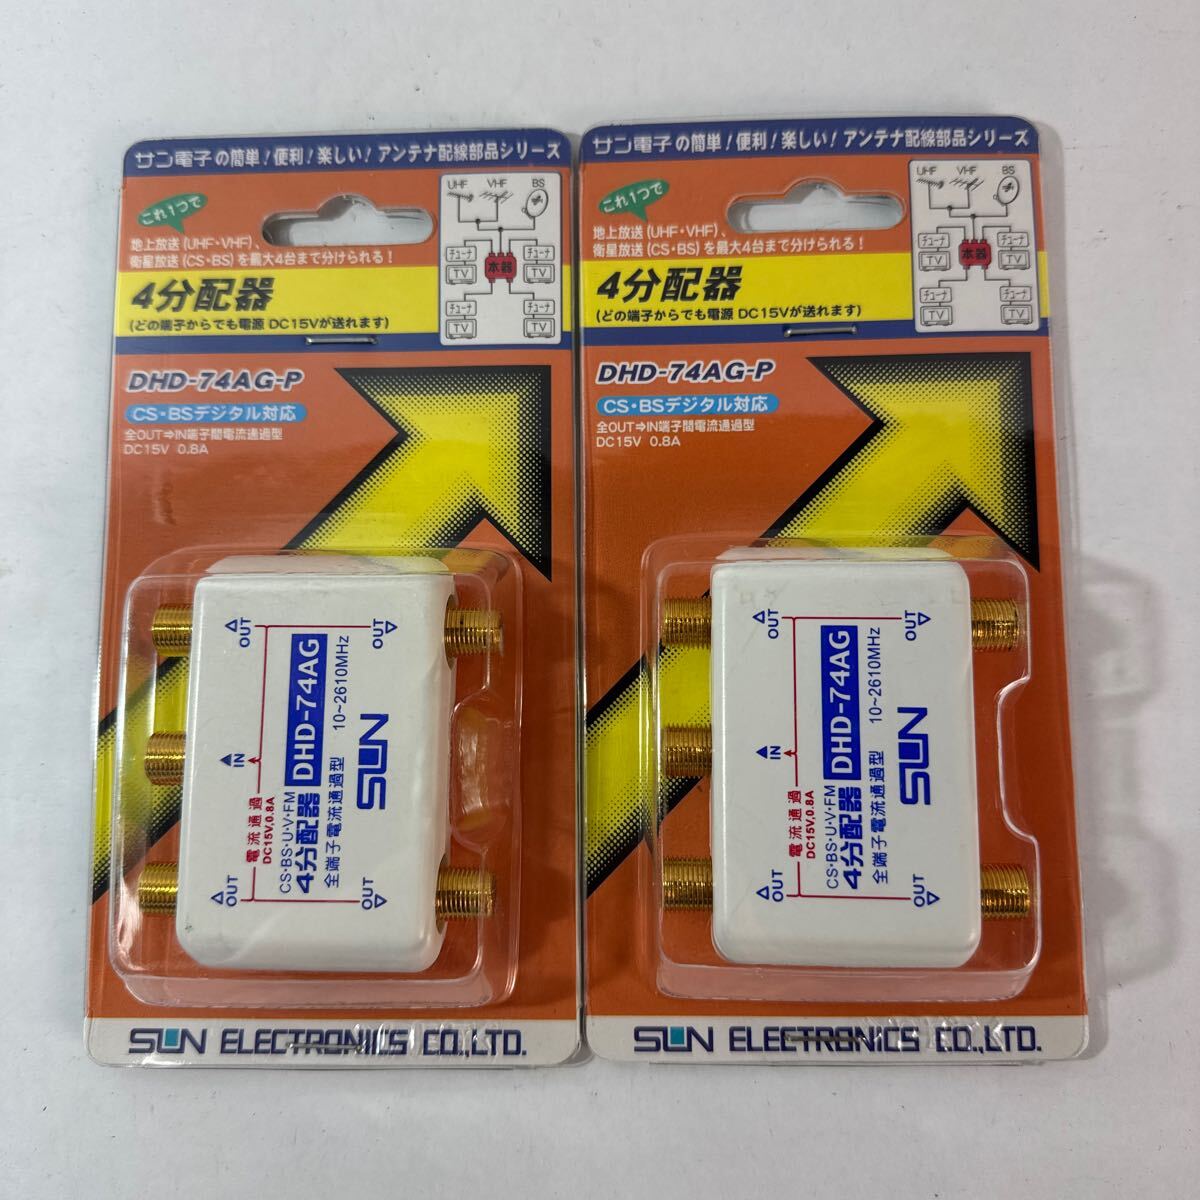 サン電子の簡単!便利!楽しい!アンテナ配線部品シリーズ
これ1つで
地上放送(UHF・VHF)、
衛星放送(CS・BS)を最大4台まで分けられる!
4分配器
(どの端子からでも電源 DC15Vが送れます)
UHF VHF BS
チューナ 本器 チューナ
TV TV
チューナ チューナ
TV TV
DHD-74AG-P
CS・BSデジタル対応
全OUT⇒IN端子間電流通過型
DC15V 0.8A
OUT IN OUT
電流通過
DC15V,0.8A
CS・BS・U・V・FM
4分配器 DHD-74AG
全端子電流通過型 10~2610MHz
OUT OUT
SUN
SUN ELECTRONICS CO.,LTD.
サン電子の簡単!便利!楽しい!アンテナ配線部品シリーズ
これ1つで
地上放送(UHF・VHF)、
衛星放送(CS・BS)を最大4台まで分けられる!
4分配器
(どの端子からでも電源 DC15Vが送れます)
UHF VHF BS
チューナ 本器 チューナ
TV TV
チューナ チューナ
TV TV
DHD-74AG-P
CS・BSデジタル対応
全OUT⇒IN端子間電流通過型
DC15V 0.8A
OUT IN OUT
電流通過
DC15V,0.8A
CS・BS・U・V・FM
4分配器 DHD-74AG
全端子電流通過型 10~2610MHz
OUT OUT
SUN
SUN ELECTRONICS CO.,LTD.